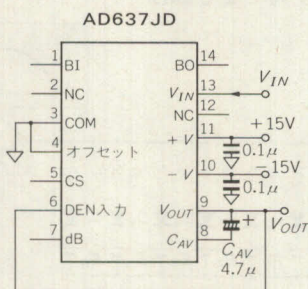 AD637JD
1 BI
2 NC
3 COM
4 オフセット
5 CS
6 DEN入力
7 dB
BO 14
VIN 13 VIN
NC 12
+V 11 +15V
0.1μ
−V 10 −15V
0.1μ
VOUT 9 VOUT
CAV 8 +
CAV
4.7μ